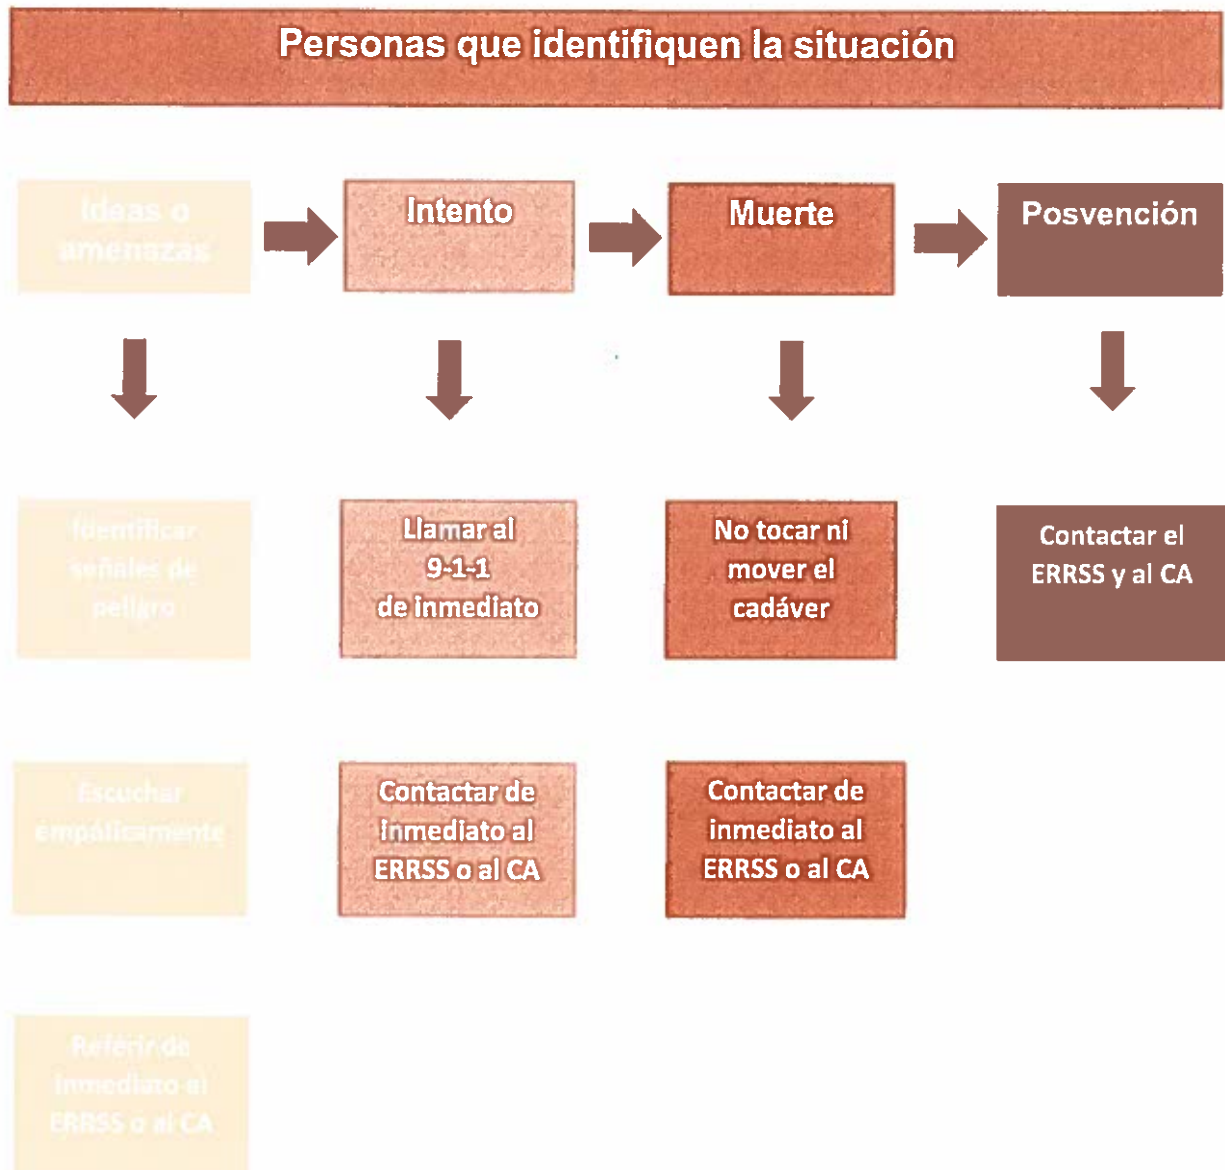 Personas que identifiquen la situación
Ideas o
amenazas
Intento
Muerte
Posvención
Identificar
señales de
peligro
Llamar al
9-1-1
de inmediato
No tocar ni
mover el
cadáver
Contactar el
ERRSS y al CA
Escuchar
empáticamente
Contactar de
inmediato al
ERRSS o al CA
Contactar de
inmediato al
ERRSS o al CA
Referir de
inmediato al
ERRSS o al CA